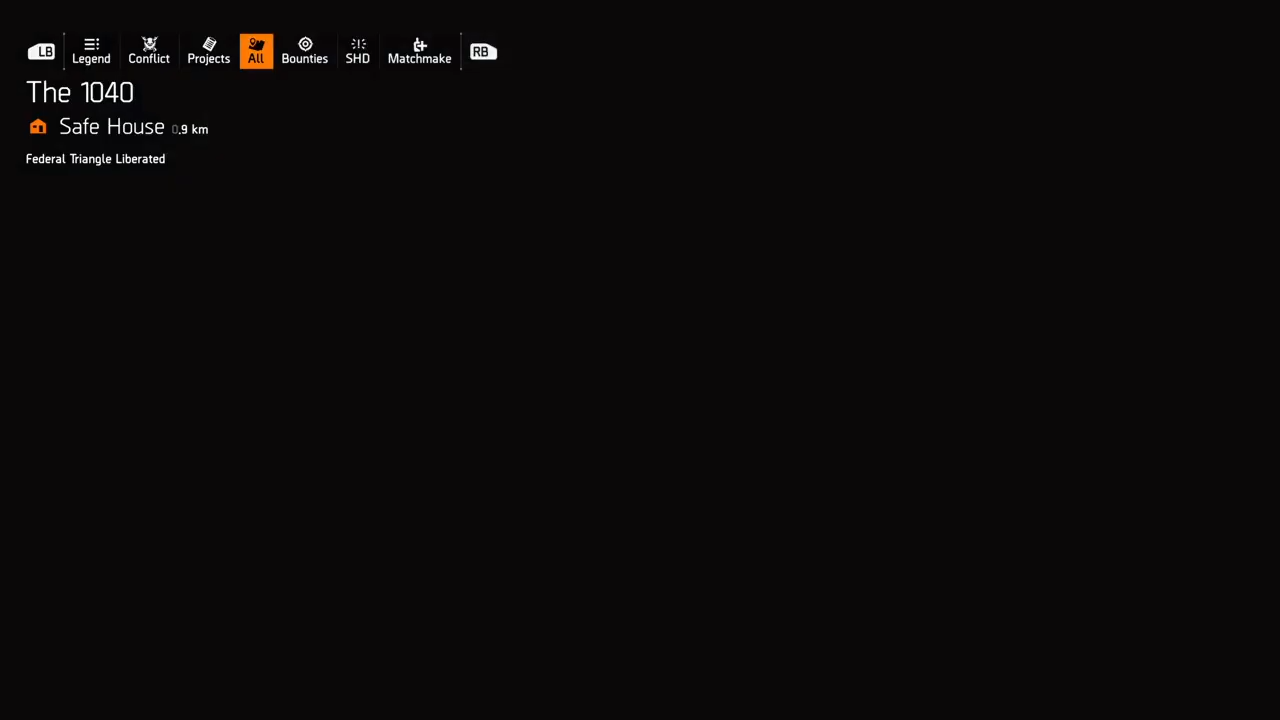 LB Legend Conflict Projects All Bounties SHD Matchmake RB
The 1040
Safe House 0.9 km
Federal Triangle Liberated